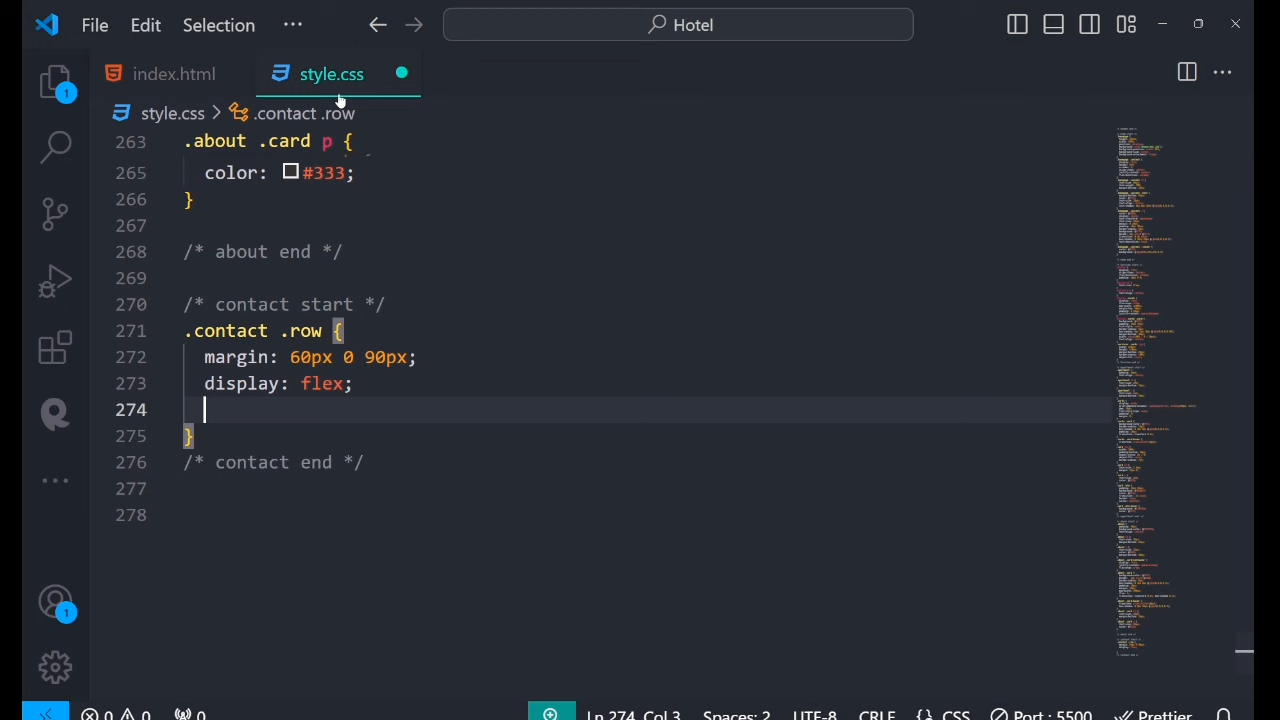 File Edit Selection ···
Hotel
index.html
style.css
style.css > .contact .row
263 .about .card p {
265 color: #333;
266 }
267
268 /* about end */
269
270 /* contact start */
271 .contact .row {
272 margin: 60px 0 90px;
273 display: flex;
274
275 }
276 /* contact end */
277
278
1
1
0 0 0 Ln 274, Col 3 Spaces: 2 UTF-8 CRLF {} CSS Port : 5500 Prettier